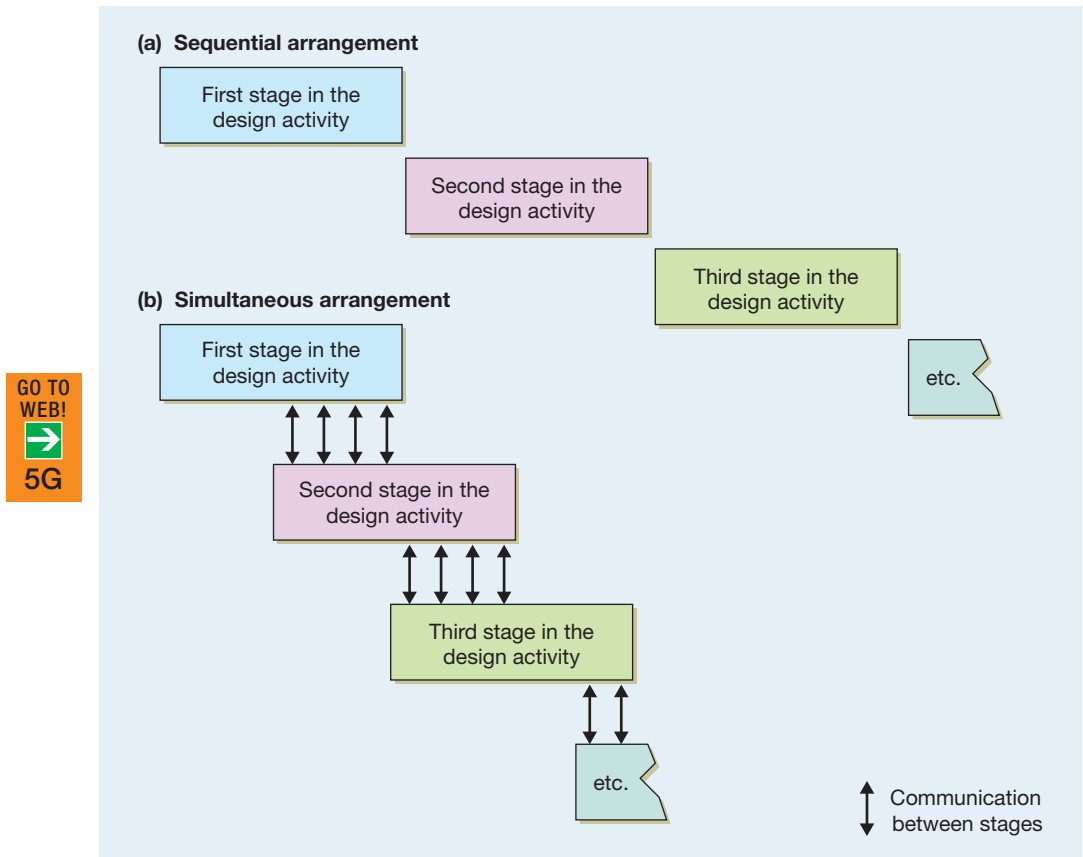 (a) Sequential arrangement
First stage in the
design activity
Second stage in the
design activity
Third stage in the
design activity
etc.
(b) Simultaneous arrangement
First stage in the
design activity
Second stage in the
design activity
Third stage in the
design activity
etc.
Communication
between stages
GO TO
WEB!
5G